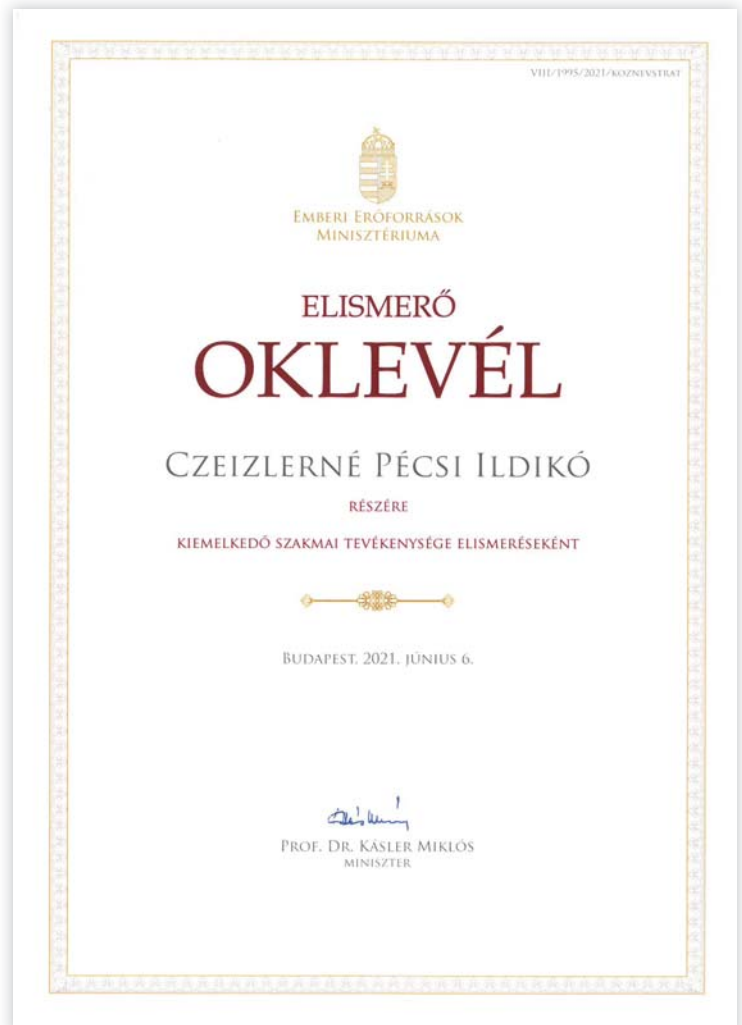 VIII/1995/2021/KOZNEVSTRAT
EMBERI ERŐFORRÁSOK
MINISZTÉRIUMA
ELISMERŐ
OKLEVÉL
CZEIZLERNÉ PÉCSI ILDIKÓ
RÉSZÉRE
KIEMELKEDŐ SZAKMAI TEVÉKENYSÉGE ELISMERÉSEKÉNT
BUDAPEST, 2021. JÚNIUS 6.
PROF. DR. KÁSLER MIKLÓS
MINISZTER